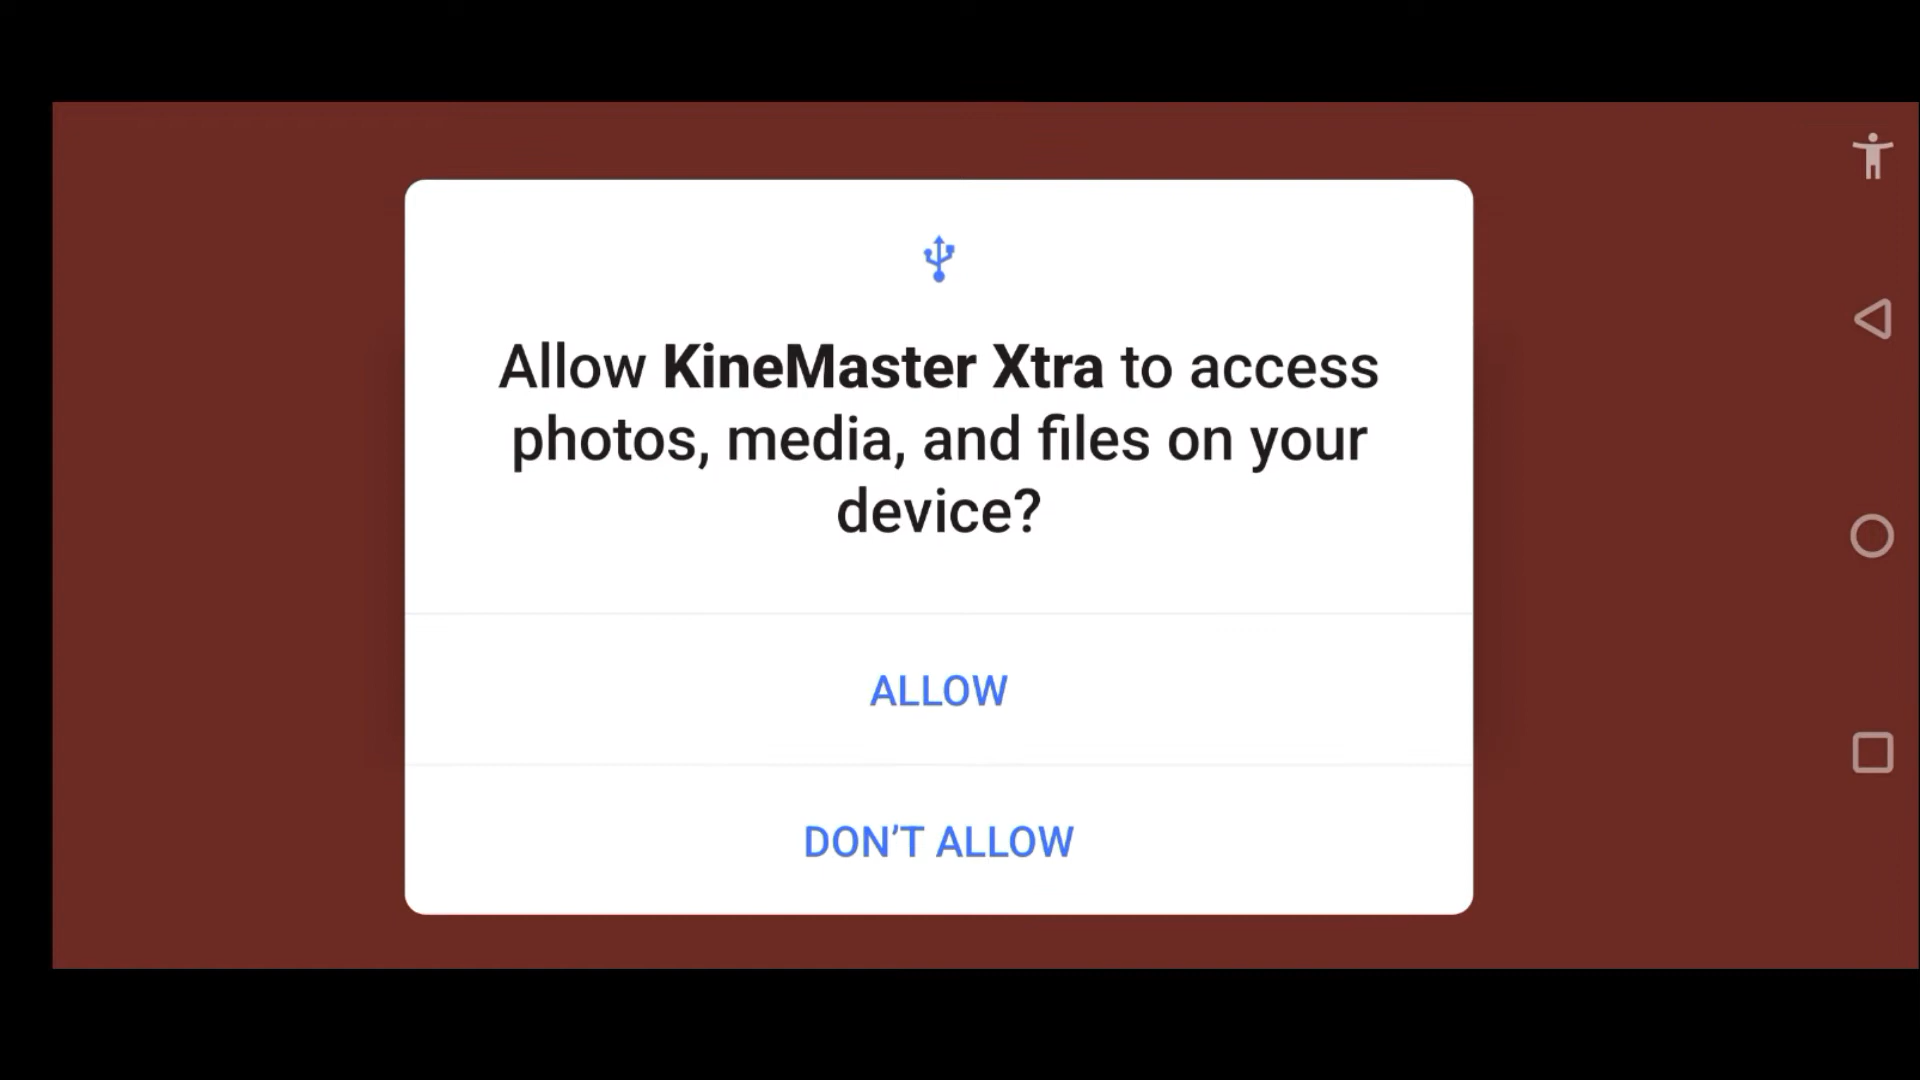 Allow KineMaster Xtra to access
photos, media, and files on your
device?
ALLOW
DON’T ALLOW